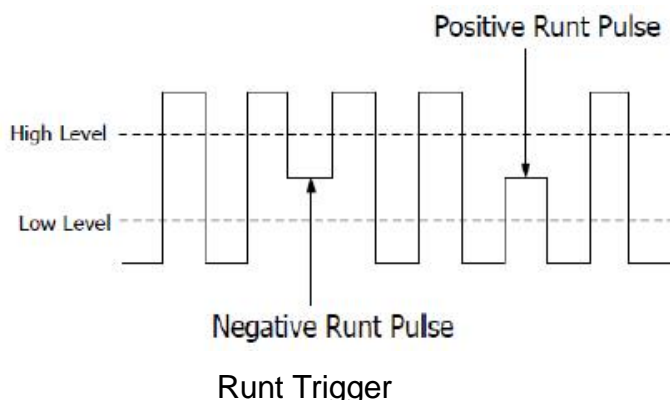 Positive Runt Pulse
High Level
Low Level
Negative Runt Pulse
Runt Trigger